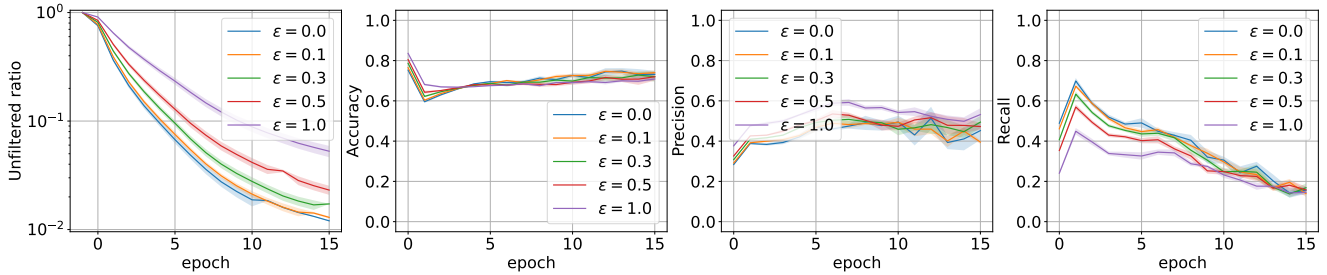 Unfiltered ratio
10⁰
10⁻¹
10⁻²
0 5 10 15
epoch
ε = 0.0
ε = 0.1
ε = 0.3
ε = 0.5
ε = 1.0
Accuracy
1.0
0.8
0.6
0.4
0.2
0.0
0 5 10 15
epoch
ε = 0.0
ε = 0.1
ε = 0.3
ε = 0.5
ε = 1.0
Precision
1.0
0.8
0.6
0.4
0.2
0.0
0 5 10 15
epoch
ε = 0.0
ε = 0.1
ε = 0.3
ε = 0.5
ε = 1.0
Recall
1.0
0.8
0.6
0.4
0.2
0.0
0 5 10 15
epoch
ε = 0.0
ε = 0.1
ε = 0.3
ε = 0.5
ε = 1.0